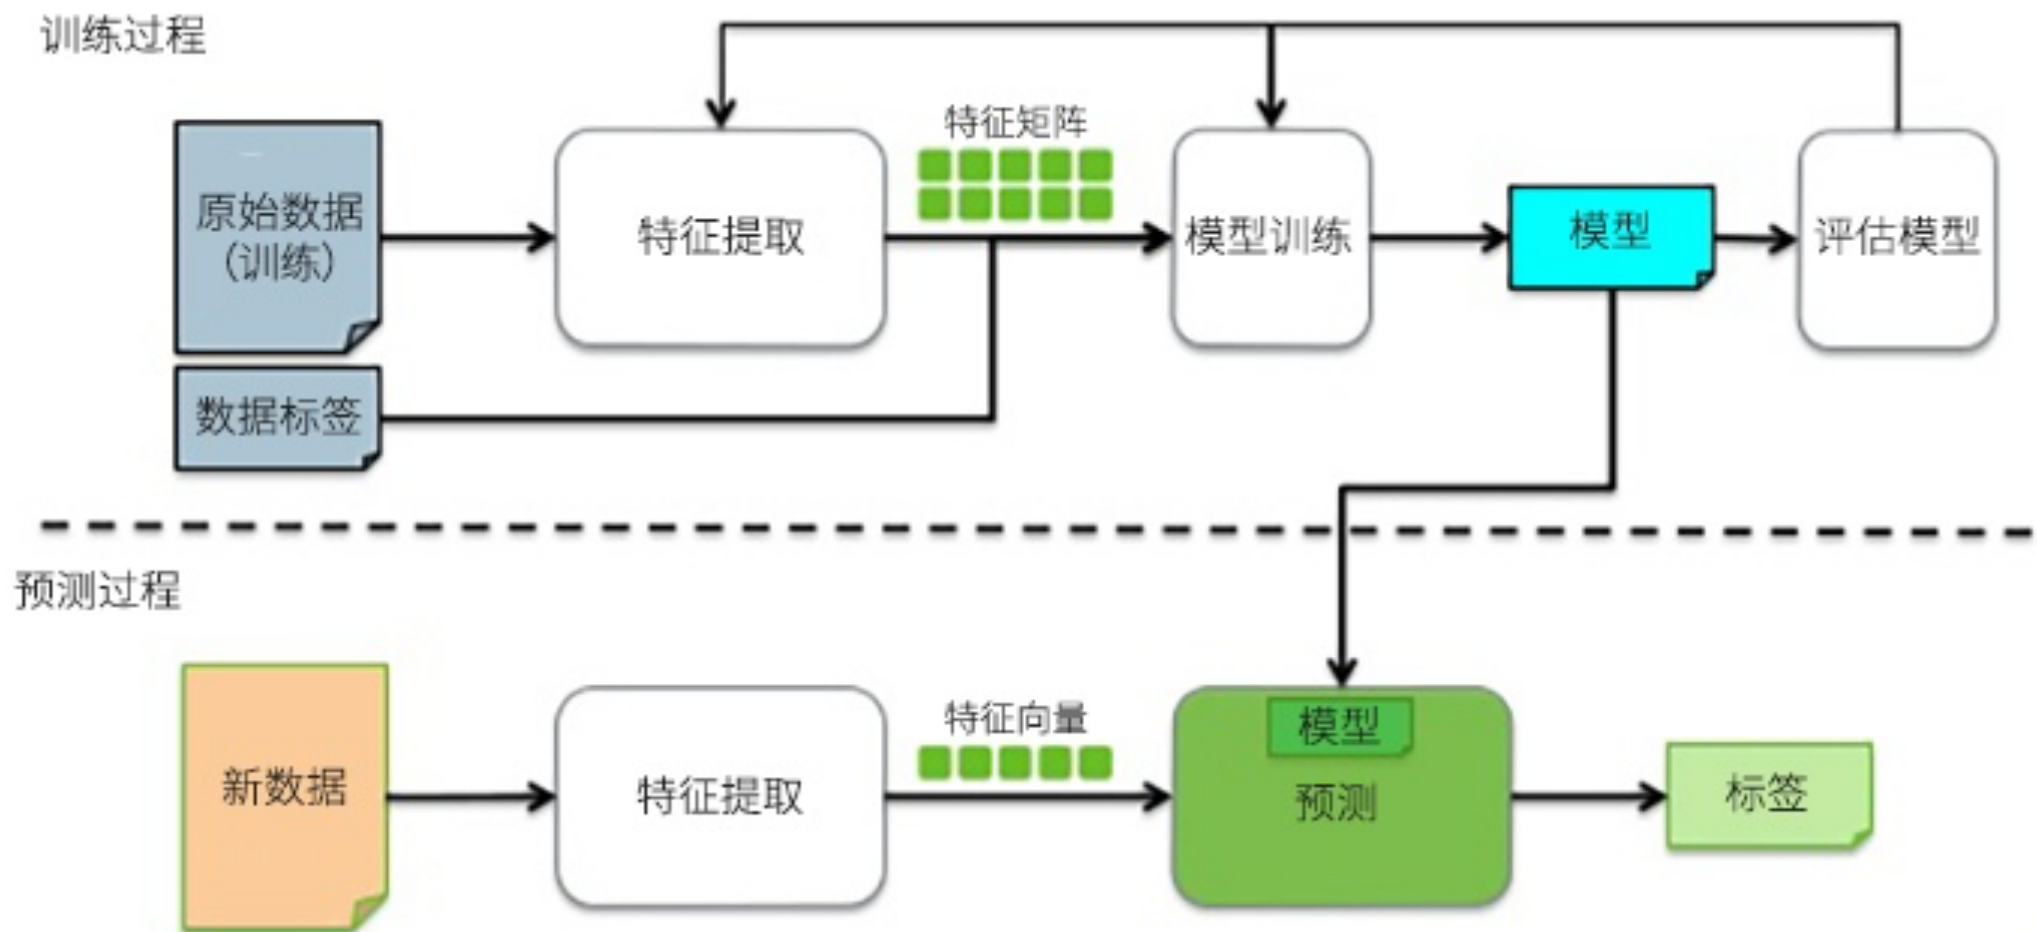 训练过程
特征矩阵
原始数据
(训练)
特征提取
模型训练
模型
评估模型
数据标签
预测过程
特征向量
模型
新数据
特征提取
预测
标签